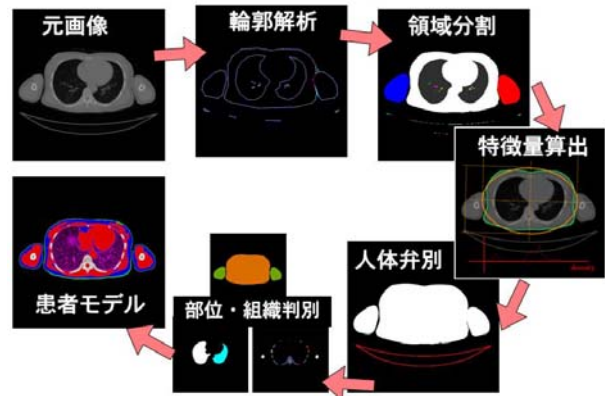 元画像
輪郭解析
領域分割
特徴量算出
人体弁別
部位・組織判別
患者モデル